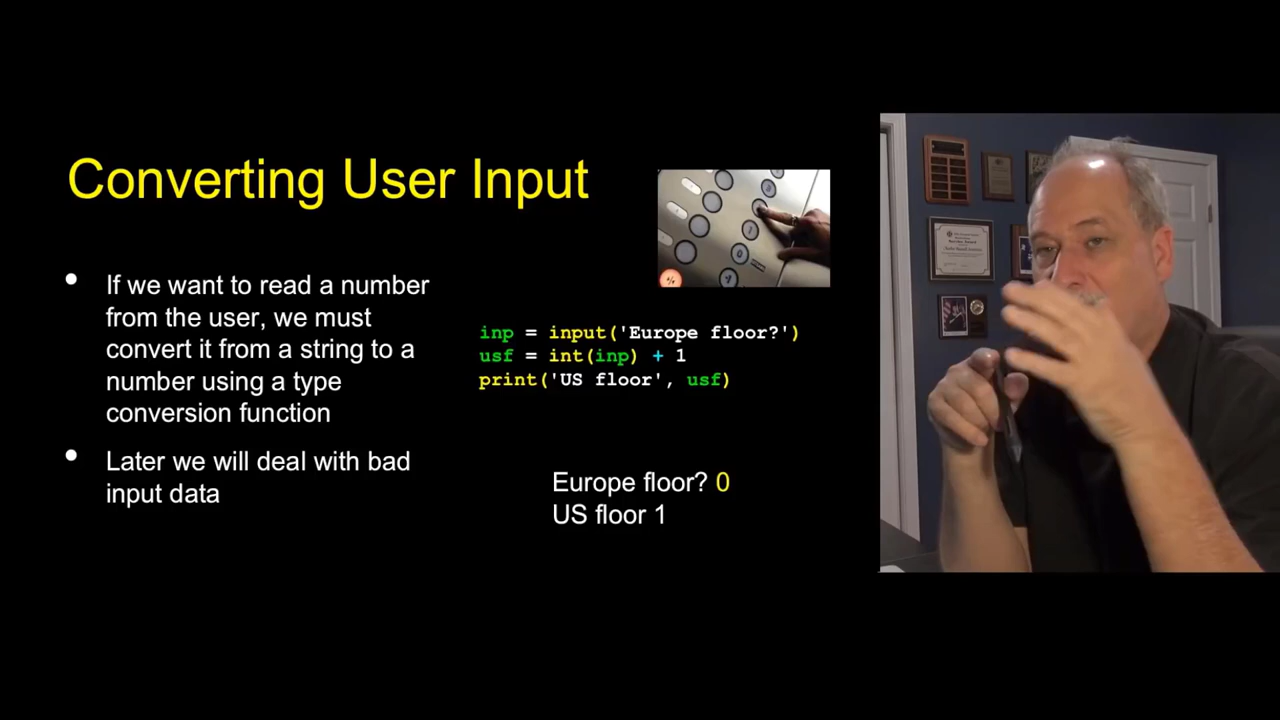 Converting User Input
If we want to read a number
from the user, we must
convert it from a string to a
number using a type
conversion function
Later we will deal with bad
input data
inp = input('Europe floor?')
usf = int(inp) + 1
print('US floor', usf)
Europe floor? 0
US floor 1